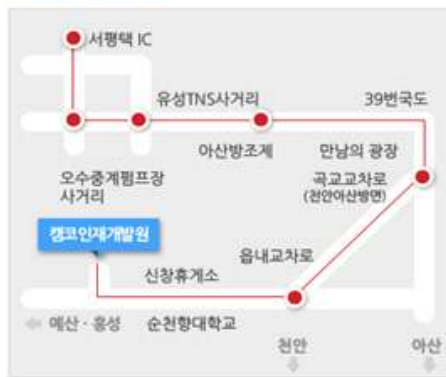 서평택 IC
유성TNS사거리
39번국도
아산방조제
만남의 광장
오수중계펌프장
사거리
곡교교차로
(천안아산방면)
캠코인재개발원
읍내교차로
신창휴게소
예산 · 홍성
순천향대학교
천안
아산